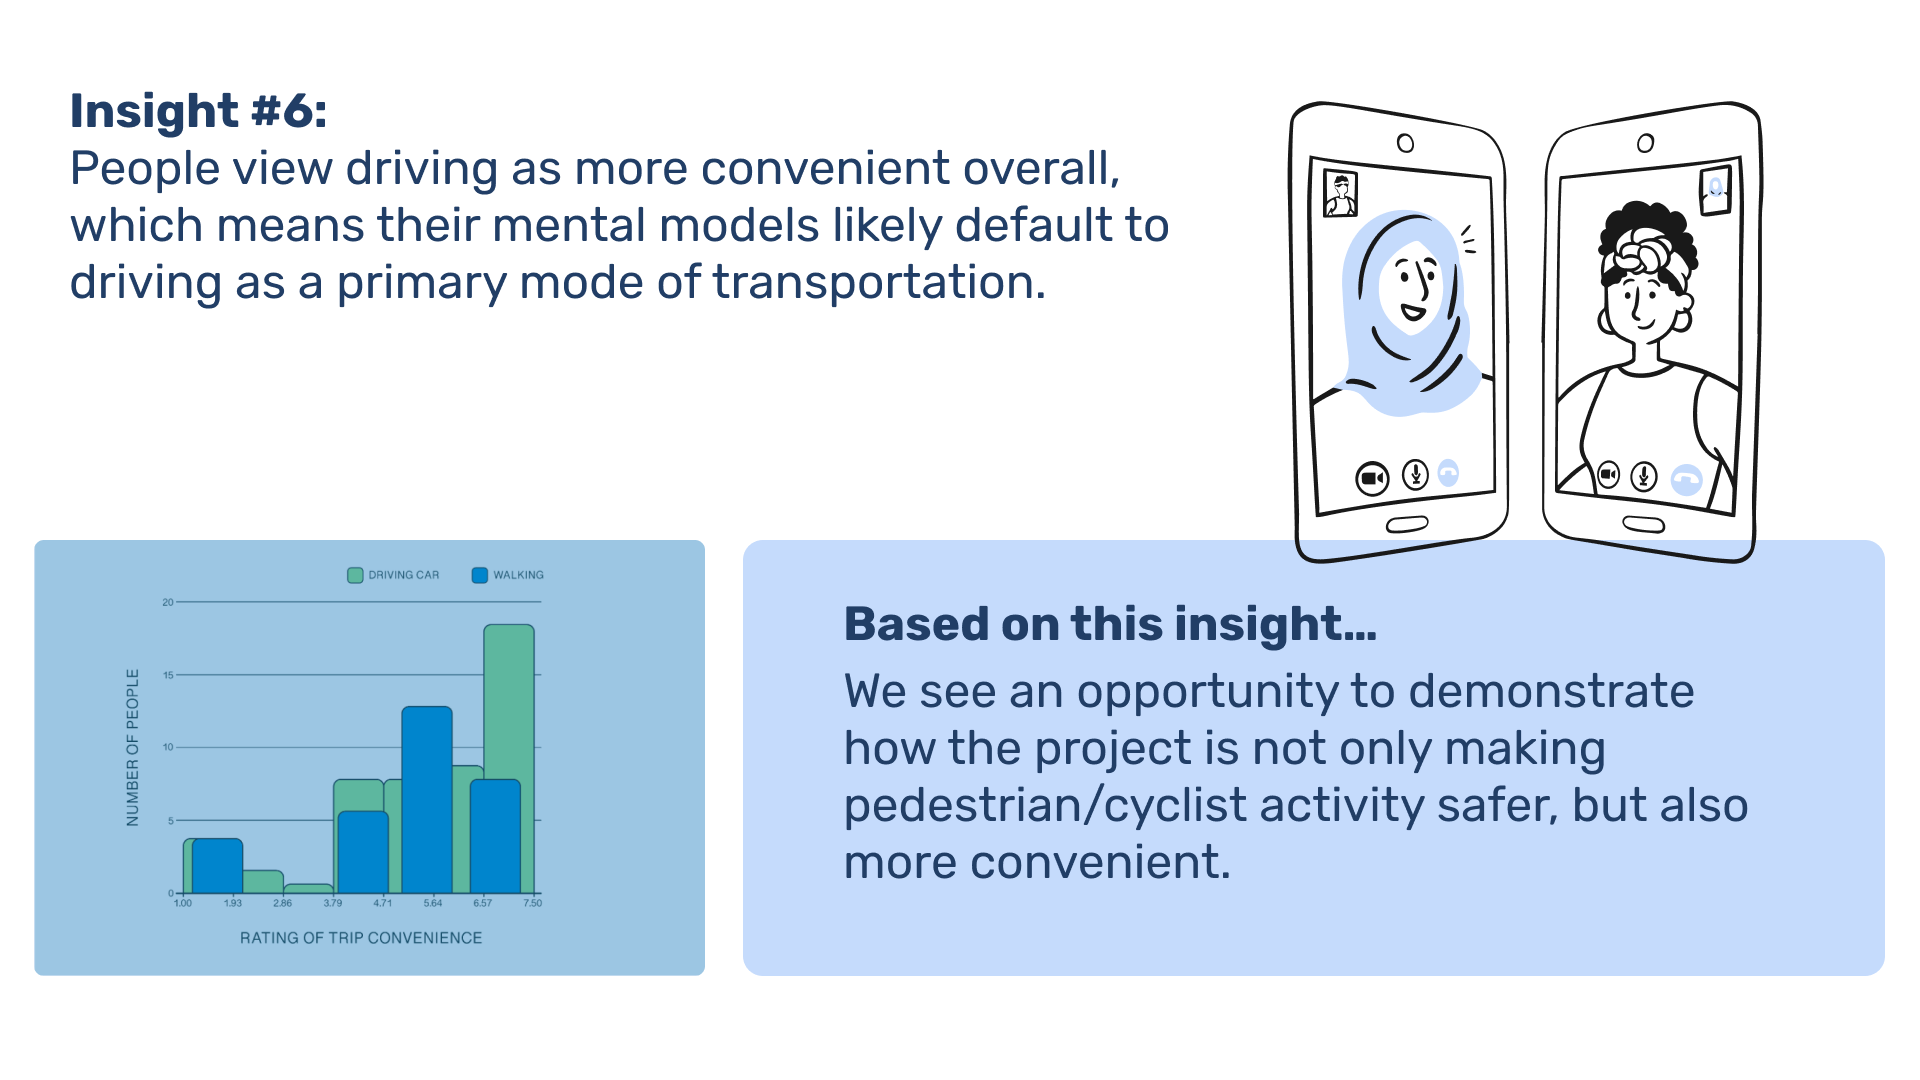 Insight #6:
People view driving as more convenient overall,
which means their mental models likely default to
driving as a primary mode of transportation.
DRIVING CAR
WALKING
20
15
10
5
0
NUMBER OF PEOPLE
1.00
1.93
2.86
3.79
4.71
5.64
6.57
7.50
RATING OF TRIP CONVENIENCE
Based on this insight...
We see an opportunity to demonstrate
how the project is not only making
pedestrian/cyclist activity safer, but also
more convenient.